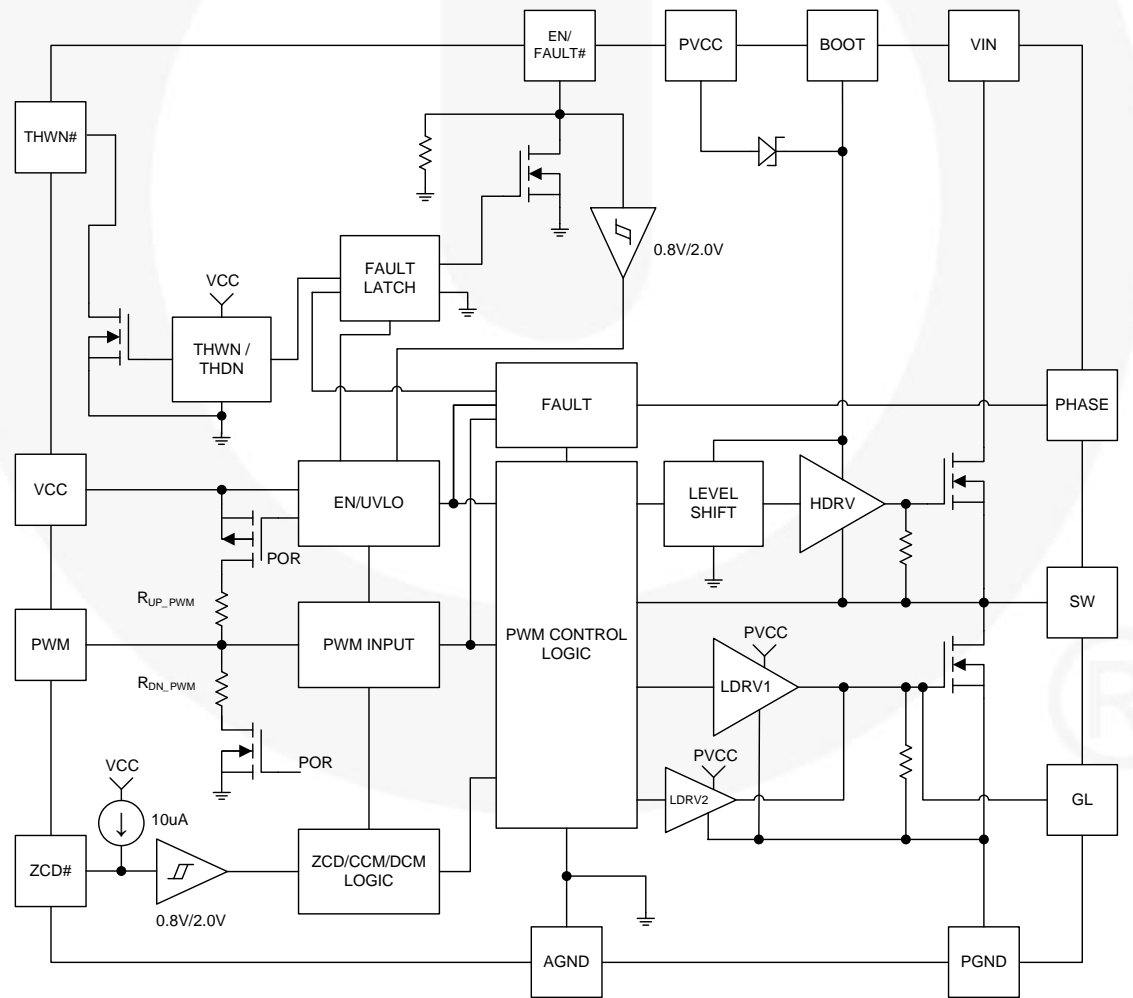 EN/
FAULT#
PVCC
BOOT
VIN
THWN#
0.8V/2.0V
FAULT
LATCH
VCC
THWN /
THDN
FAULT
PHASE
VCC
EN/UVLO
LEVEL
SHIFT
HDRV
POR
R_UP_PWM
SW
PWM
PWM INPUT
PWM CONTROL
LOGIC
PVCC
R_DN_PWM
LDRV1
POR
VCC
PVCC
LDRV2
GL
10uA
ZCD#
ZCD/CCM/DCM
LOGIC
0.8V/2.0V
AGND
PGND
R